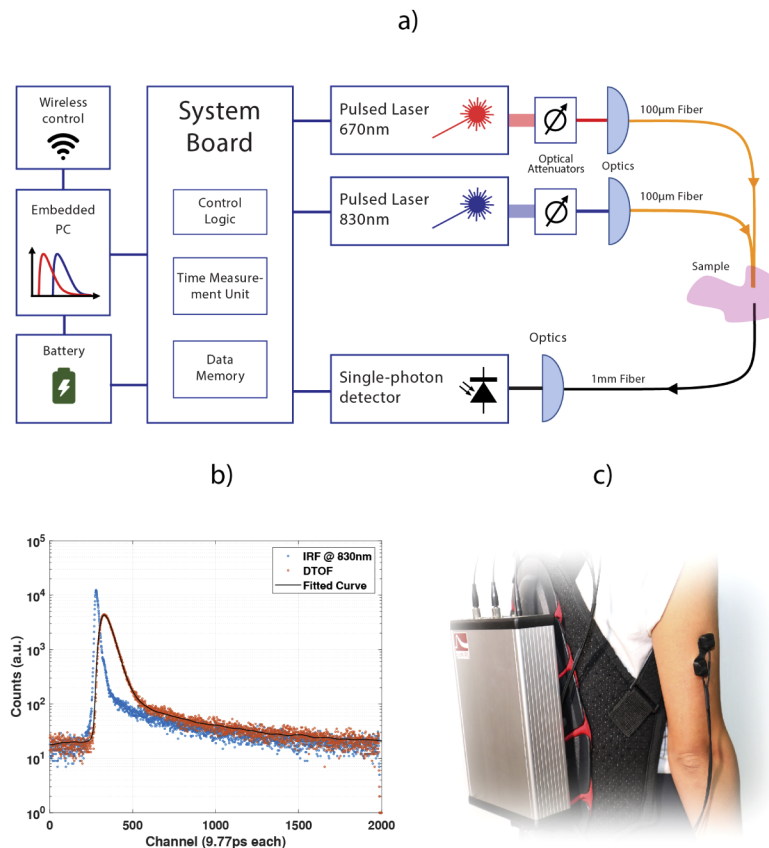 a)
Wireless
control
Embedded
PC
Battery
System
Board
Control
Logic
Time Measure-
ment Unit
Data
Memory
Pulsed Laser
670nm
Pulsed Laser
830nm
Optical
Attenuators
Optics
100µm Fiber
100µm Fiber
Sample
Single-photon
detector
Optics
1mm Fiber
b)
c)
Counts (a.u.)
10^5
10^4
10^3
10^2
10^1
10^0
IRF @ 830nm
DTOF
Fitted Curve
0
500
1000
1500
2000
Channel (9.77ps each)